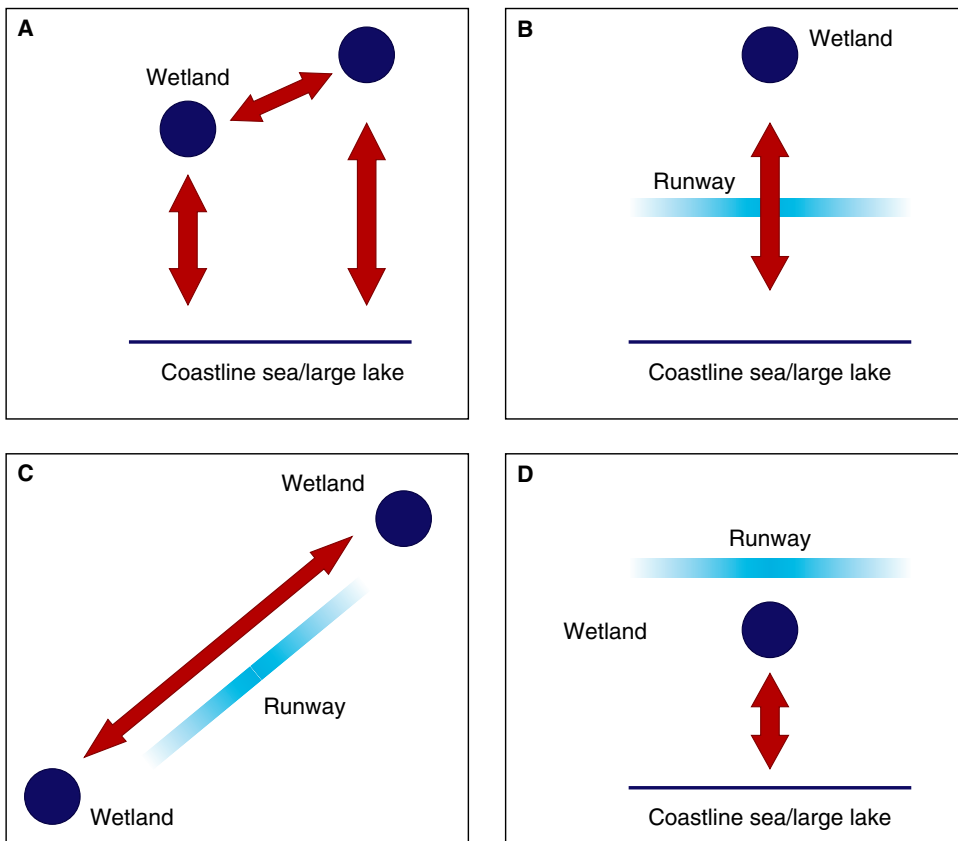 A
Wetland
Coastline sea/large lake
B
Wetland
Runway
Coastline sea/large lake
C
Wetland
Runway
Wetland
D
Runway
Wetland
Coastline sea/large lake